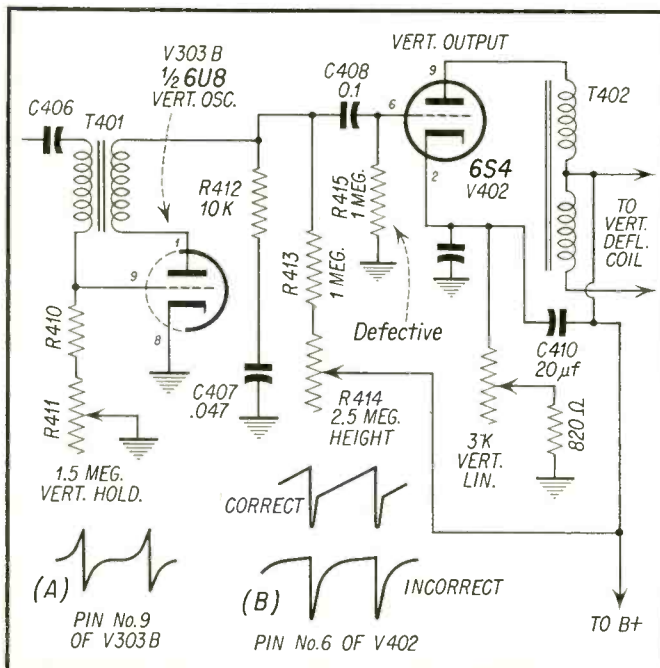 V303B
½ 6U8
VERT. OSC.
C406
T401
C408
0.1
VERT. OUTPUT
9
6
2
6S4
V402
T402
R412
10K
R415
1 MEG.
R413
1 MEG.
Defective
TO
VERT.
DEFL.
COIL
1
9
8
R410
R411
1.5 MEG.
VERT. HOLD.
C407
.047
R414
2.5 MEG.
HEIGHT
3K
VERT.
LIN.
820 Ω
C410
20 µf
CORRECT
INCORRECT
(A)
PIN No.9
OF V303B
(B)
PIN No.6 OF V402
TO B+